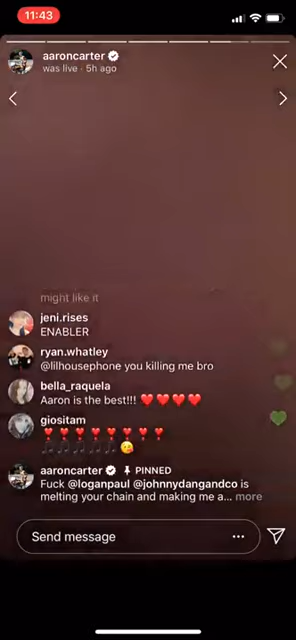 11:43
aaroncarter
was live · 5h ago
might like it
jeni.rises
ENABLER
ryan.whatley
@lilhousephone you killing me bro
bella_raquela
Aaron is the best!!! ❤️❤️❤️❤️
giositam
❣️❣️❣️❣️❣️❣️❣️
🎵🎵🎵🎵🎵🎵😘
aaroncarter PINNED
Fuck @loganpaul @johnnydangandco is
melting your chain and making me a... more
Send message